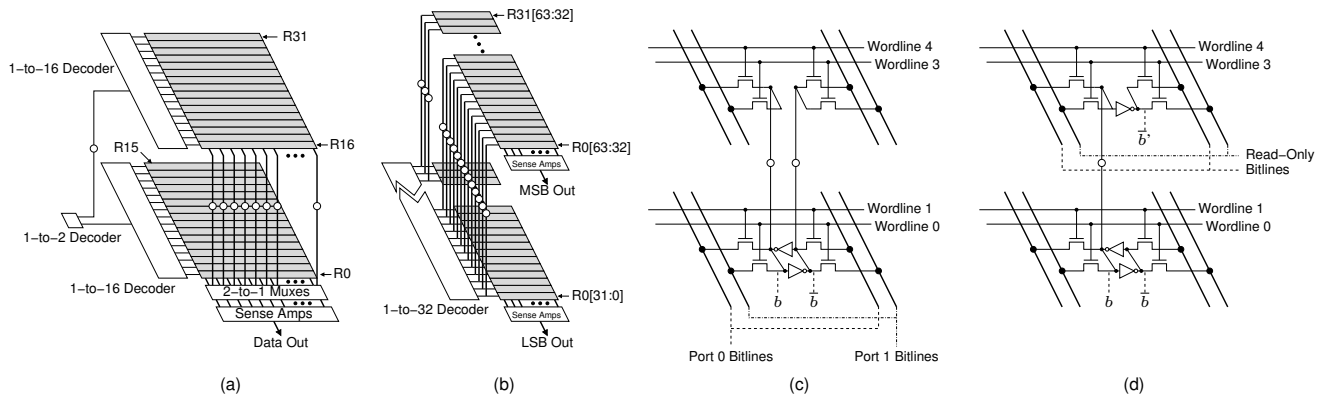 R31
1−to−16 Decoder
R15
R16
1−to−2 Decoder
R0
1−to−16 Decoder
2−to−1 Muxes
Sense Amps
Data Out
(a)
R31[63:32]
R0[63:32]
Sense Amps
MSB Out
R0[31:0]
1−to−32 Decoder
Sense Amps
LSB Out
(b)
Wordline 4
Wordline 3
Wordline 1
Wordline 0
b
b̄
Port 0 Bitlines
Port 1 Bitlines
(c)
Wordline 4
Wordline 3
b̄'
Read−Only
Bitlines
Wordline 1
Wordline 0
b
b̄
(d)